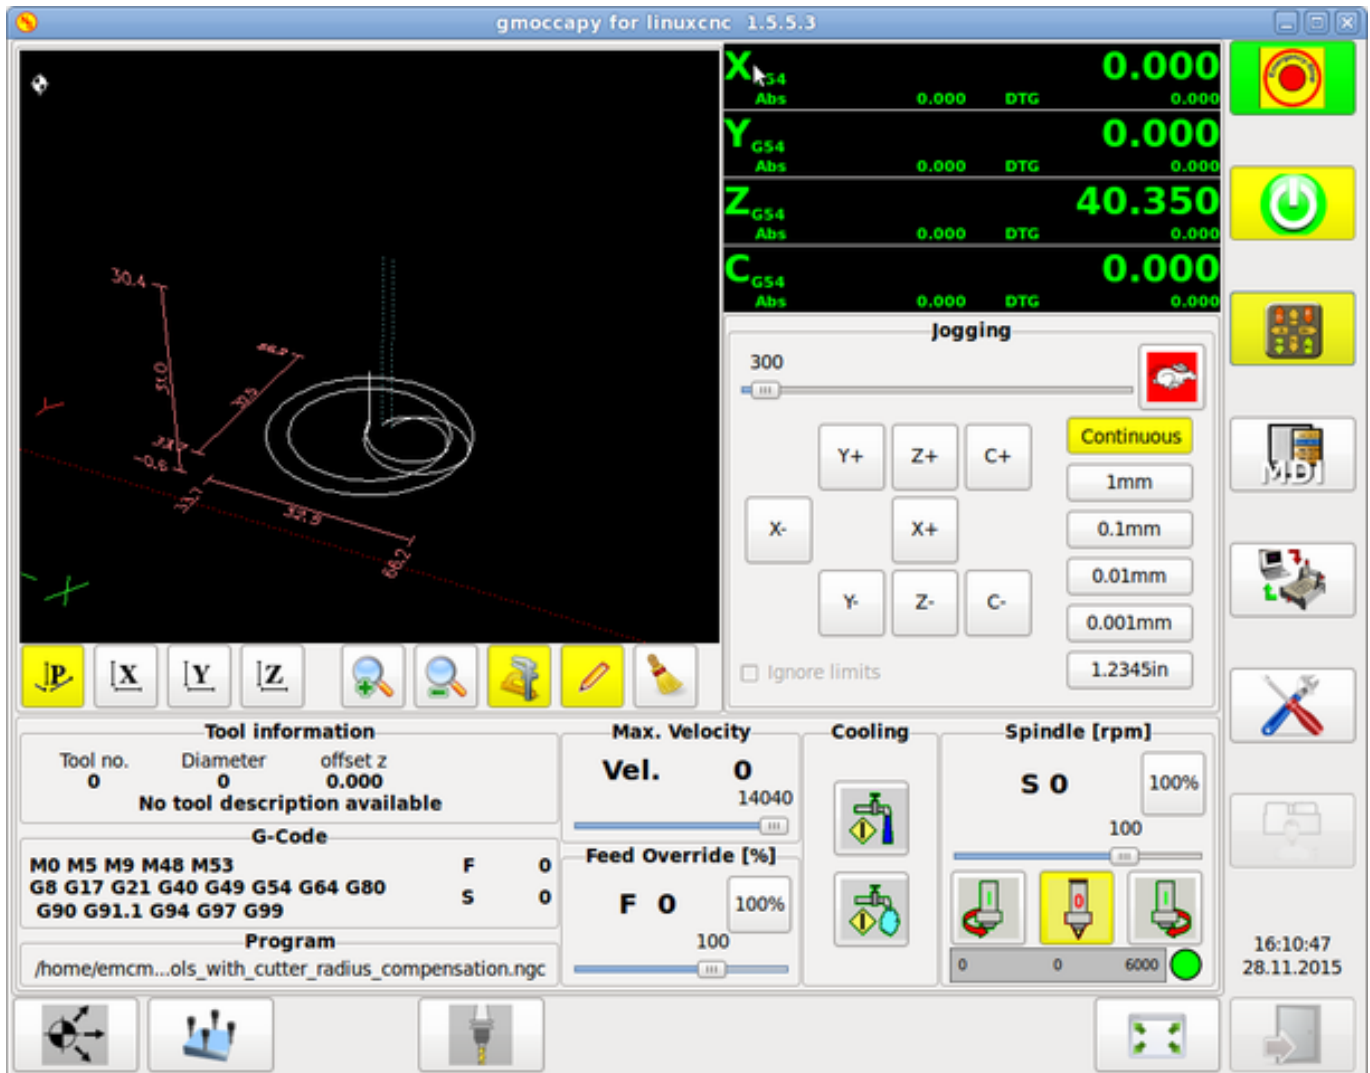 gmoccapy for linuxcnc 1.5.5.3
X G54 0.000
Abs 0.000 DTG 0.000
Y G54 0.000
Abs 0.000 DTG 0.000
Z G54 40.350
Abs 0.000 DTG 0.000
C G54 0.000
Abs 0.000 DTG 0.000
30.4
31.0
-0.6
33.7
32.5
66.2
Jogging
300
Y+ Z+ C+
X- X+
Y- Z- C-
Continuous
1mm
0.1mm
0.01mm
0.001mm
1.2345in
Ignore limits
MDI
P X Y Z
Tool information
Tool no. Diameter offset z
0 0 0.000
No tool description available
G-Code
M0 M5 M9 M48 M53 F 0
G8 G17 G21 G40 G49 G54 G64 G80 S 0
G90 G91.1 G94 G97 G99
Program
/home/emcm...ols_with_cutter_radius_compensation.ngc
Max. Velocity
Vel. 0
14040
Feed Override [%]
F 0 100%
100
Cooling
Spindle [rpm]
S 0 100%
100
0 0 6000
16:10:47
28.11.2015